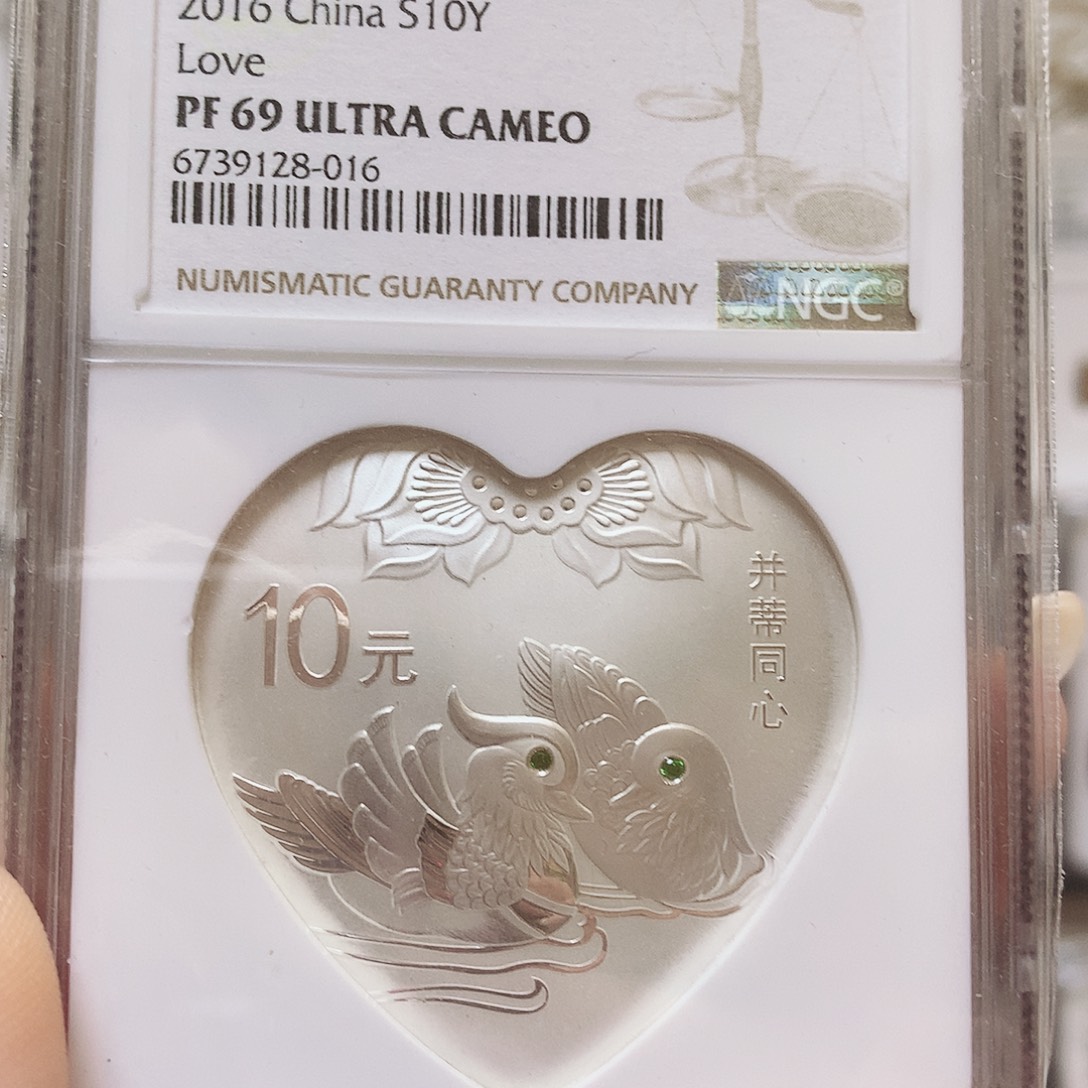 2016 China S10Y
Love
PF 69 ULTRA CAMEO
6739128-016
NUMISMATIC GUARANTY COMPANY
NGC®
10元
并蒂同心